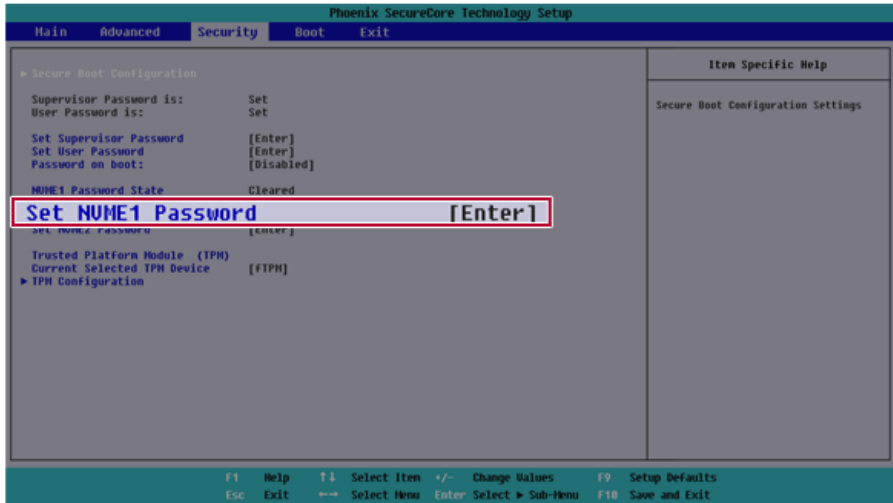 Phoenix SecureCore Technology Setup
Main Advanced Security Boot Exit
Item Specific Help
▶ Secure Boot Configuration
Secure Boot Configuration Settings
Supervisor Password is: Set
User Password is: Set
Set Supervisor Password [Enter]
Set User Password [Enter]
Password on boot: [Disabled]
NVME1 Password State Cleared
Set NVME1 Password [Enter]
Set NVME2 Password [Enter]
Trusted Platform Module (TPM)
Current Selected TPM Device [fTPM]
▶ TPM Configuration
F1 Help ↑↓ Select Item +/- Change Values F9 Setup Defaults
Esc Exit ←→ Select Menu Enter Select ▶ Sub-Menu F10 Save and Exit